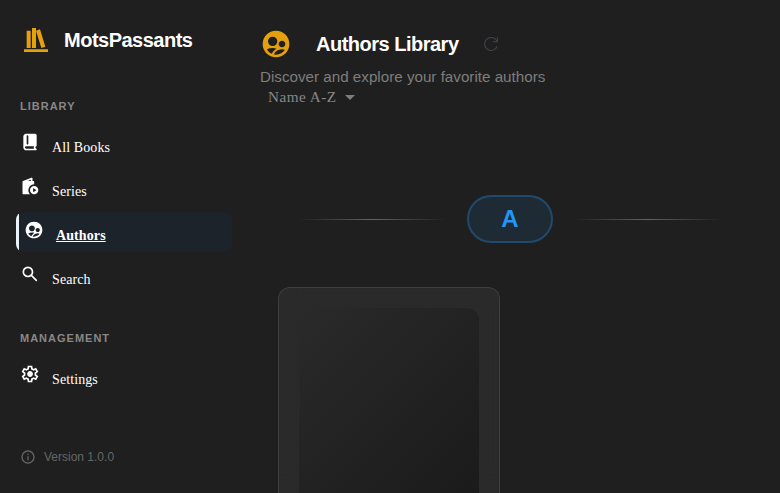 MotsPassants
LIBRARY
All Books
Series
Authors
Search
MANAGEMENT
Settings
Version 1.0.0
Authors Library
Discover and explore your favorite authors
Name A-Z
A